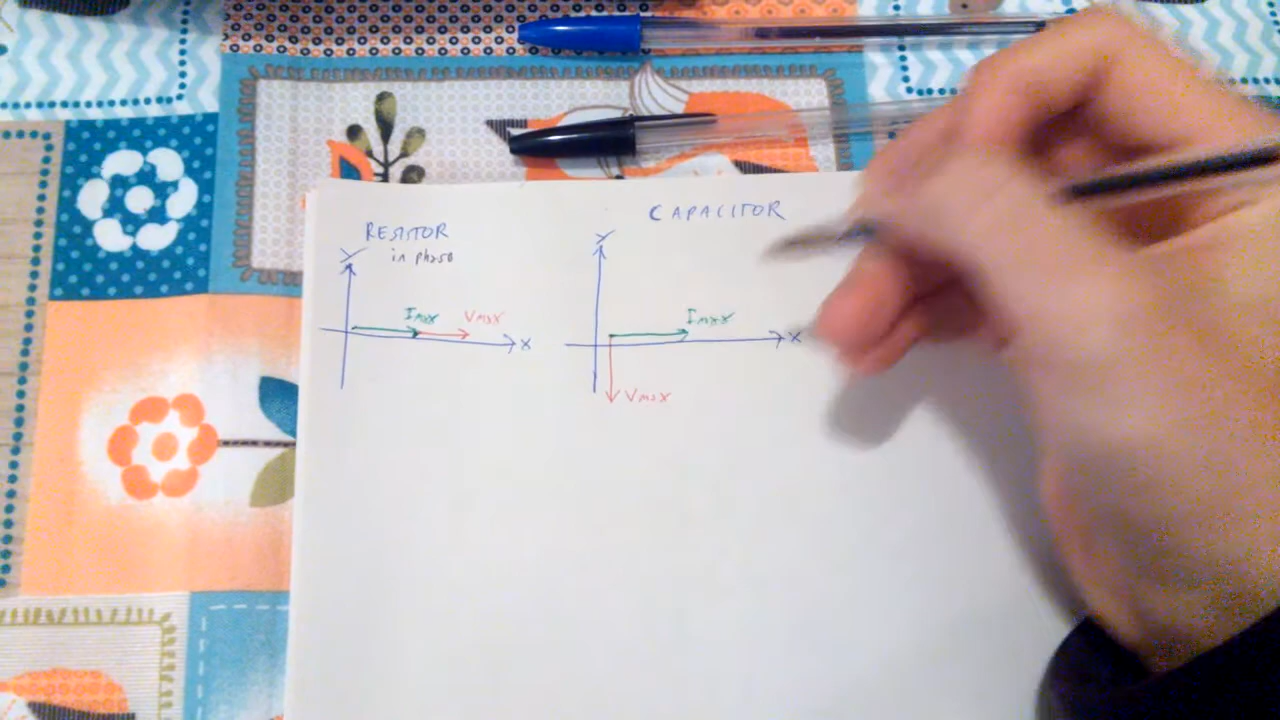 RESISTOR
in phase
Y
Imax
Vmax
X
CAPACITOR
Y
Imax
X
Vmax